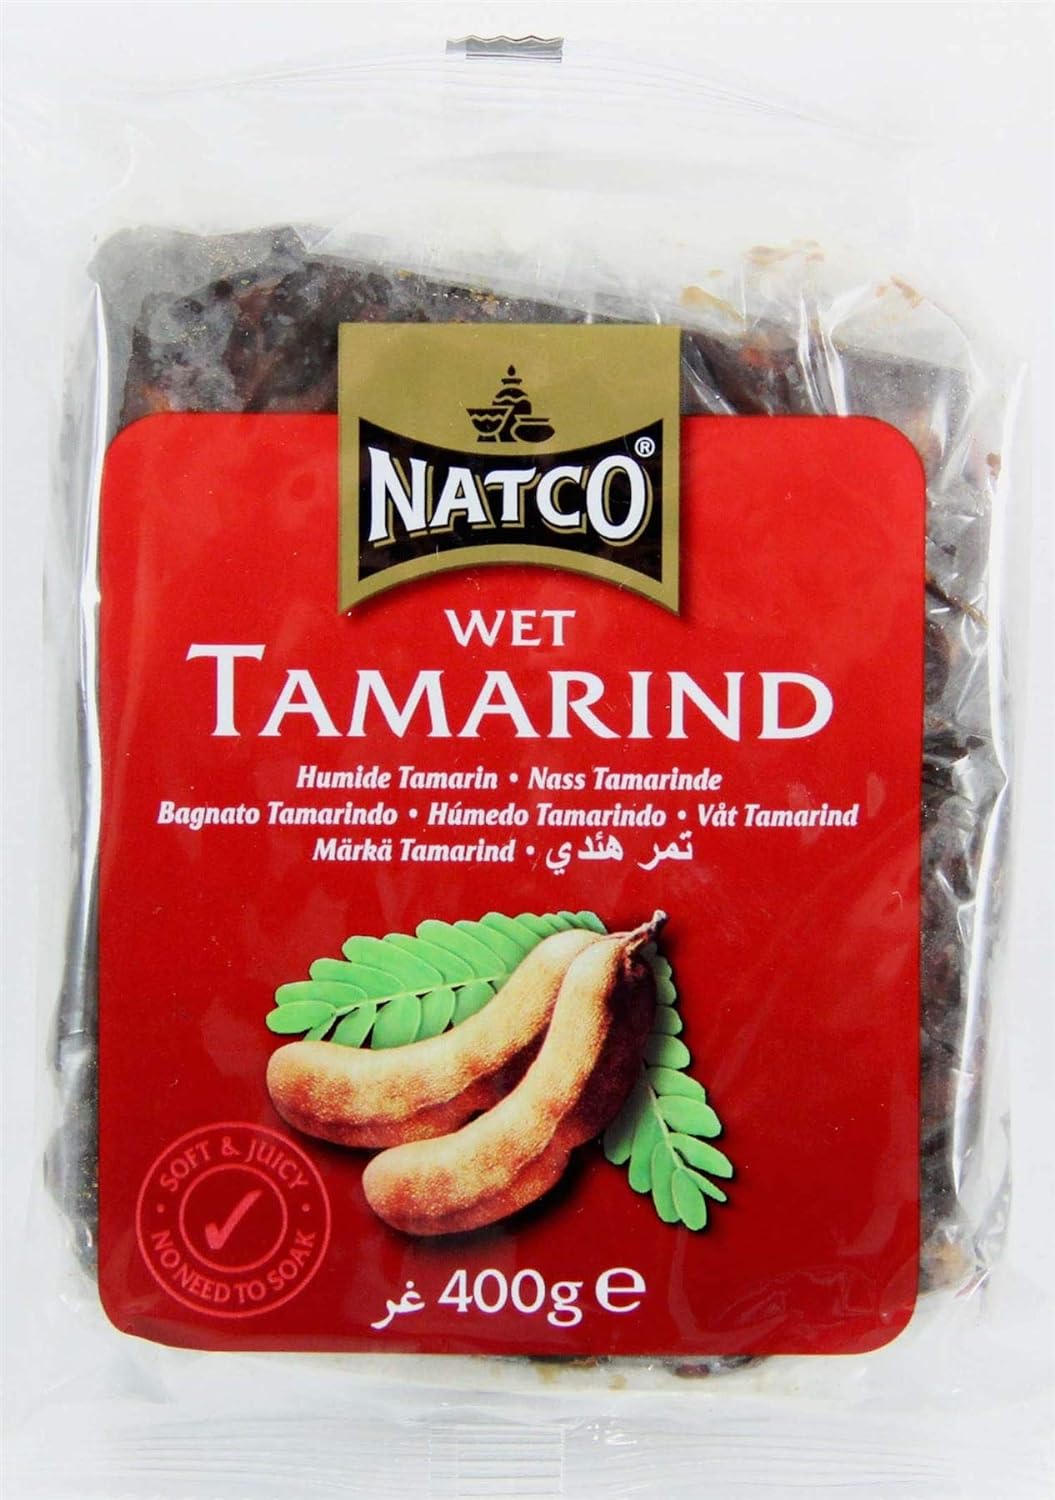 NATCO®
WET
TAMARIND
Humide Tamarin • Nass Tamarinde
Bagnato Tamarindo • Húmedo Tamarindo • Våt Tamarind
Märkä Tamarind • تمر هندي
SOFT & JUICY
• NO NEED TO SOAK •
400g e غر